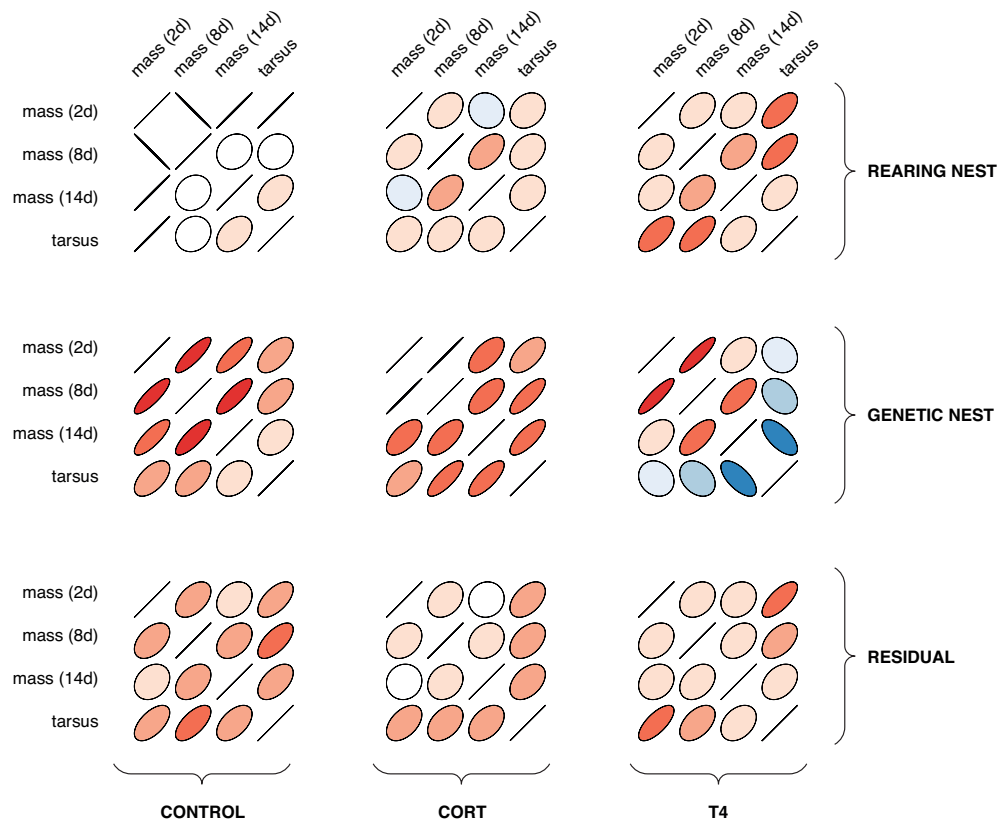 mass (2d) mass (8d) mass (14d) tarsus
mass (2d) mass (8d) mass (14d) tarsus
mass (2d) mass (8d) mass (14d) tarsus
mass (2d)
mass (8d)
mass (14d)
tarsus
REARING NEST
mass (2d)
mass (8d)
mass (14d)
tarsus
GENETIC NEST
mass (2d)
mass (8d)
mass (14d)
tarsus
RESIDUAL
CONTROL
CORT
T4